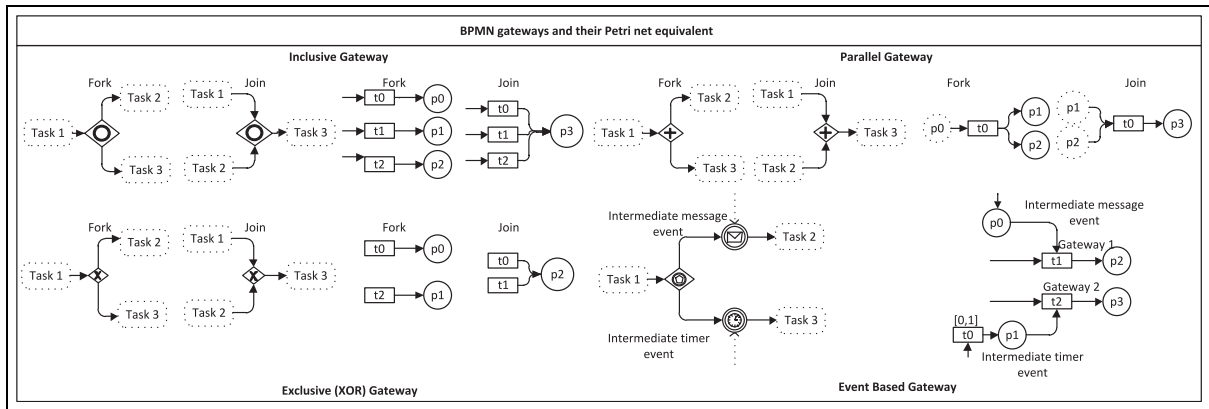 BPMN gateways and their Petri net equivalent
Inclusive Gateway
Fork
Join
Fork
Join
Task 1
Task 2
Task 3
Task 1
Task 2
Task 3
t0
p0
t1
p1
t2
p2
t0
t1
t2
p3
Parallel Gateway
Fork
Join
Fork
Join
Task 1
Task 2
Task 3
Task 1
Task 2
Task 3
p0
t0
p1
p2
p1
p2
t0
p3
Fork
Join
Fork
Join
Task 1
Task 2
Task 3
Task 1
Task 2
Task 3
X
X
t0
p0
t2
p1
t0
t1
p2
Exclusive (XOR) Gateway
Intermediate message
event
Task 1
Task 2
Task 3
Intermediate timer
event
p0
Intermediate message
event
Gateway 1
t1
p2
Gateway 2
t2
p3
[0,1]
t0
p1
Intermediate timer
event
Event Based Gateway